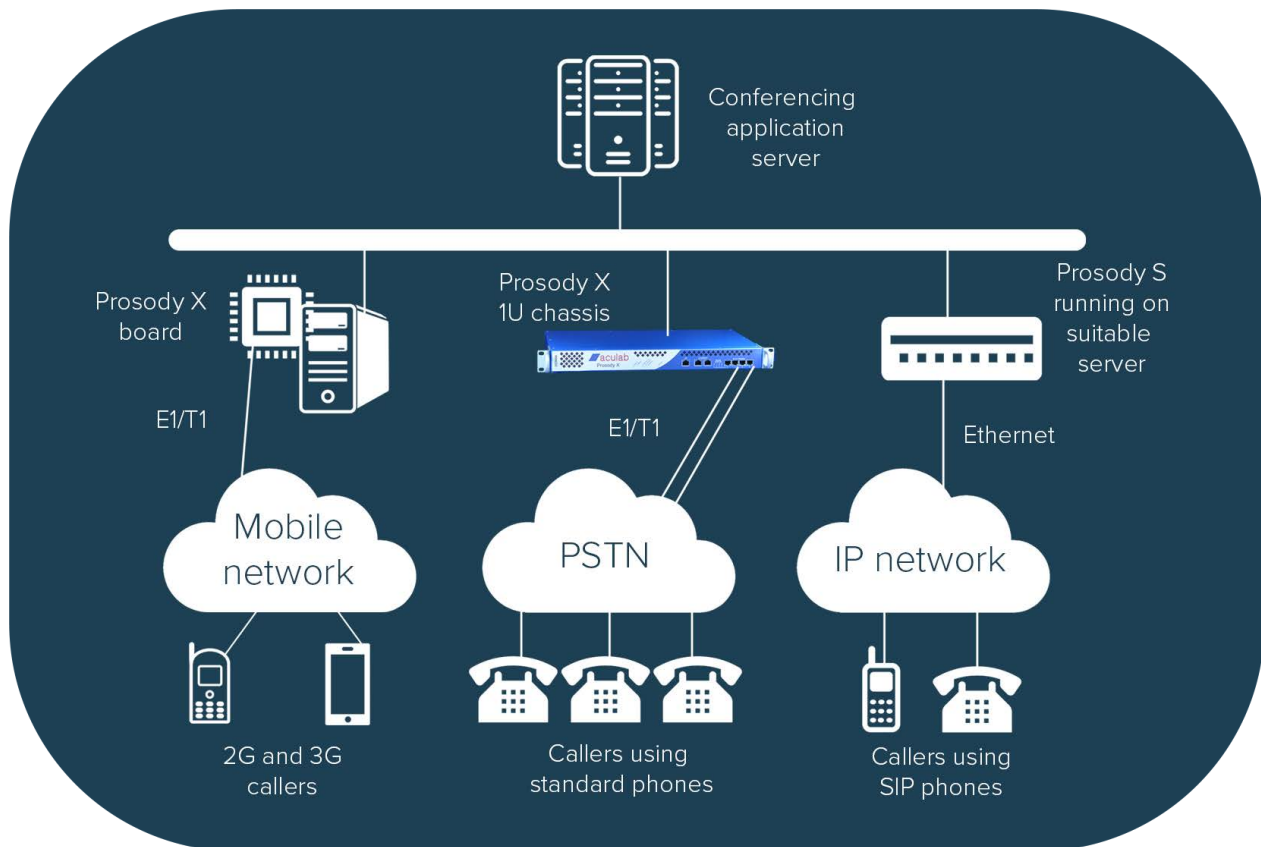 Conferencing
application
server
Prosody X
board
Prosody X
1U chassis
Prosody S
running on
suitable
server
aculab
Prosody X
E1/T1
E1/T1
Ethernet
Mobile
network
PSTN
IP network
2G and 3G
callers
Callers using
standard phones
Callers using
SIP phones